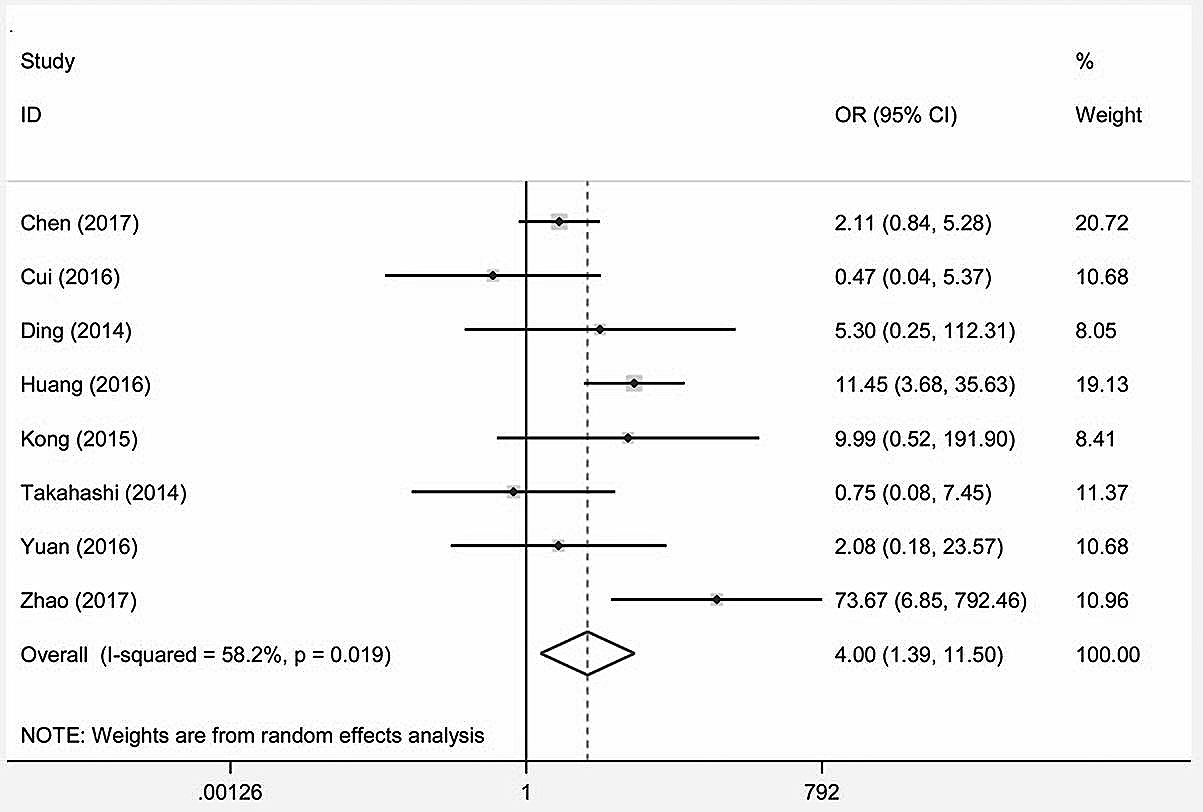 Study %
ID OR (95% CI) Weight
Chen (2017) 2.11 (0.84, 5.28) 20.72
Cui (2016) 0.47 (0.04, 5.37) 10.68
Ding (2014) 5.30 (0.25, 112.31) 8.05
Huang (2016) 11.45 (3.68, 35.63) 19.13
Kong (2015) 9.99 (0.52, 191.90) 8.41
Takahashi (2014) 0.75 (0.08, 7.45) 11.37
Yuan (2016) 2.08 (0.18, 23.57) 10.68
Zhao (2017) 73.67 (6.85, 792.46) 10.96
Overall (I-squared = 58.2%, p = 0.019) 4.00 (1.39, 11.50) 100.00
NOTE: Weights are from random effects analysis
.00126 1 792